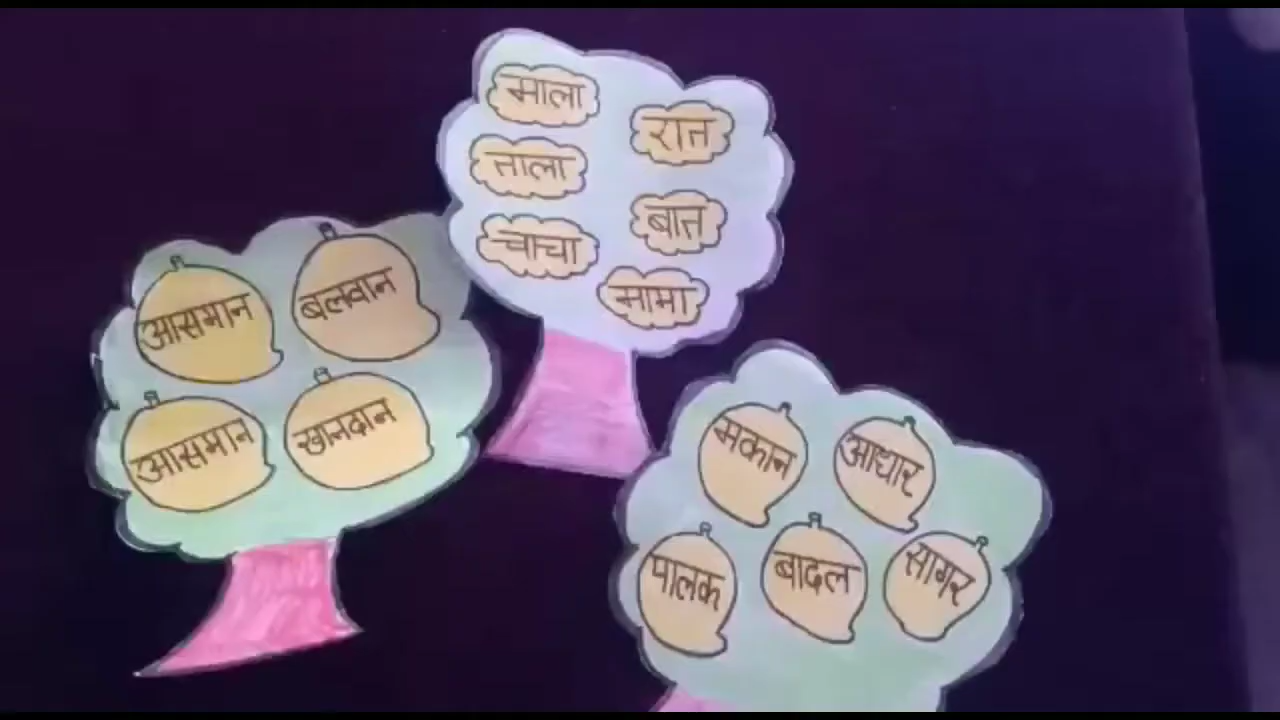 माला
रात
ताला
बात
चाचा
मामा
आसमान
बलवान
आसमान
खानदान
मकान
आधार
पालक
बादल
सागर